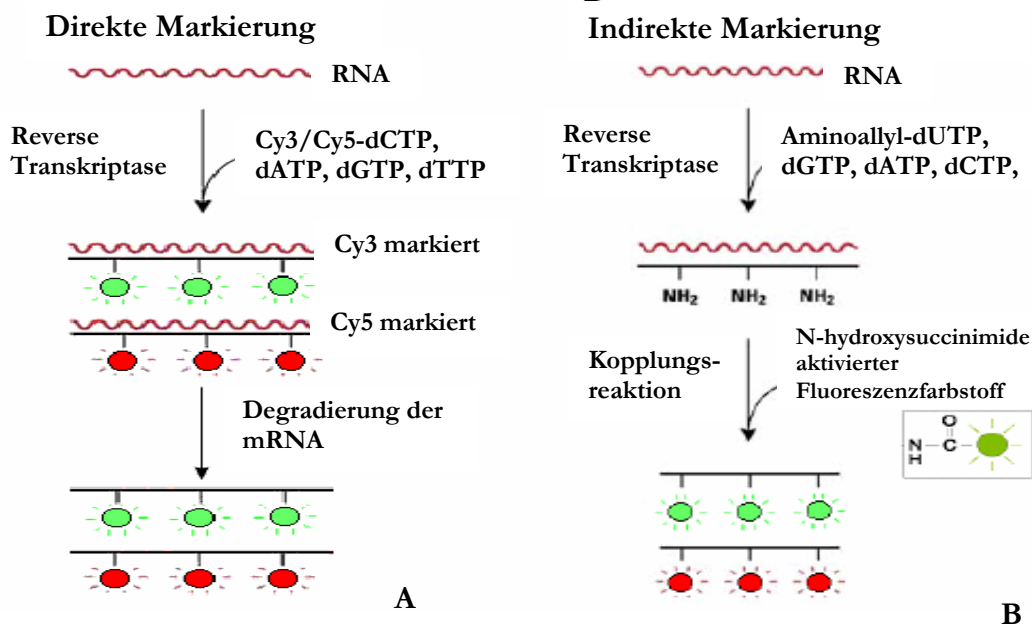 Direkte Markierung
RNA
Reverse
Transkriptase
Cy3/Cy5-dCTP,
dATP, dGTP, dTTP
Cy3 markiert
Cy5 markiert
Degradierung der
mRNA
A
Indirekte Markierung
RNA
Reverse
Transkriptase
Aminoallyl-dUTP,
dGTP, dATP, dCTP,
NH₂ NH₂ NH₂
Kopplungs-
reaktion
N-hydroxysuccinimide
aktivierter
Fluoreszenzfarbstoff
O
N C
H
B